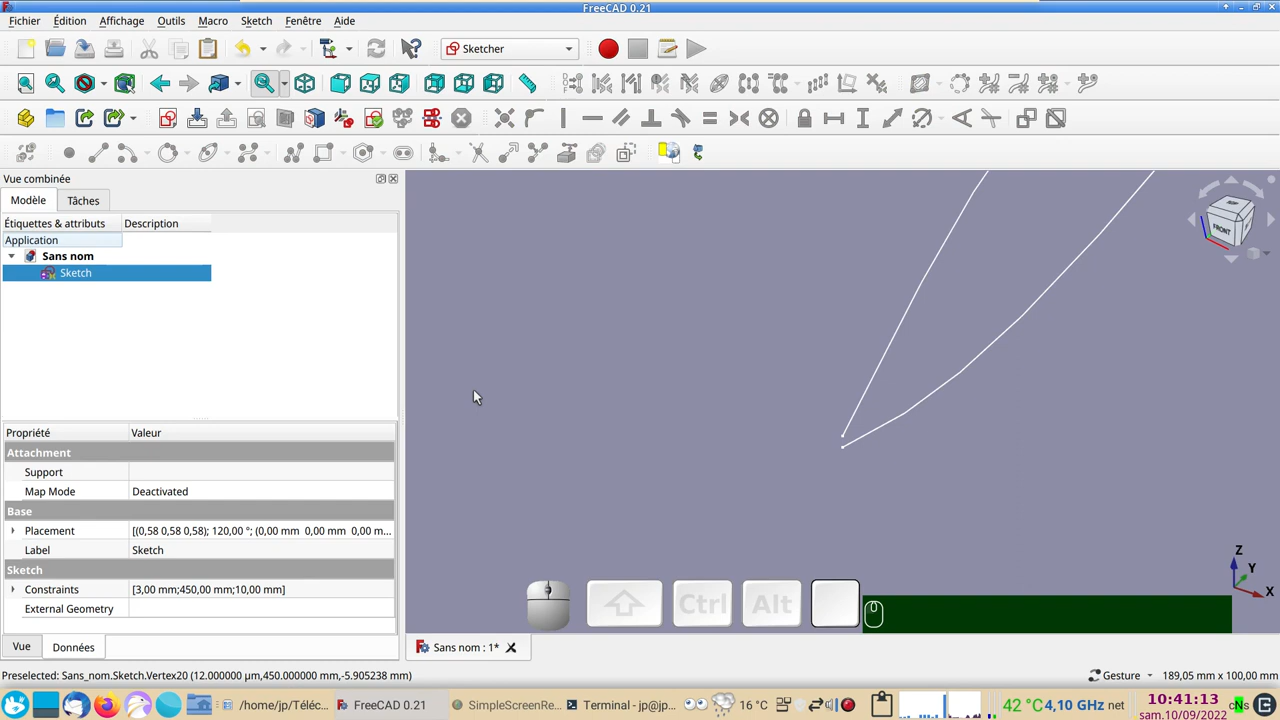 FreeCAD 0.21
Fichier Édition Affichage Outils Macro Sketch Fenêtre Aide
Sketcher
Vue combinée
Modèle Tâches
Étiquettes & attributs Description
Application
Sans nom
Sketch
FRONT
Propriété Valeur
Attachment
Support
Map Mode Deactivated
Base
Placement [(0,58 0,58 0,58); 120,00 °; (0,00 mm 0,00 mm 0,00 m...
Label Sketch
Sketch
Constraints [3,00 mm;450,00 mm;10,00 mm]
External Geometry
Z
Y
X
Ctrl Alt
Vue Données
Sans nom : 1*
Preselected: Sans_nom.Sketch.Vertex20 (12.000000 µm,450.000000 mm,-5.905238 mm)
Gesture 189,05 mm x 100,00 mm
/home/jp/Téléc... FreeCAD 0.21 SimpleScreenRe... Terminal - jp@jp... 16 °C 42 °C 4,10 GHz net 10:41:13 cNs
sam.10/09/2022